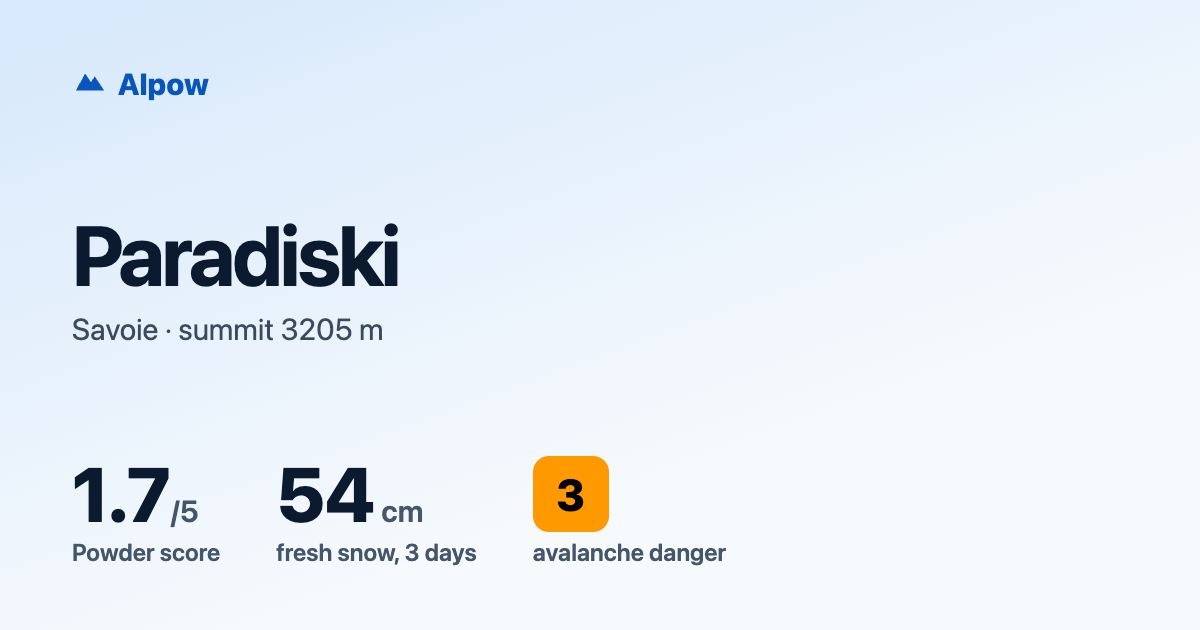 Alpow
Paradiski
Savoie · summit 3205 m
1.7/5
Powder score
54 cm
fresh snow, 3 days
3
avalanche danger